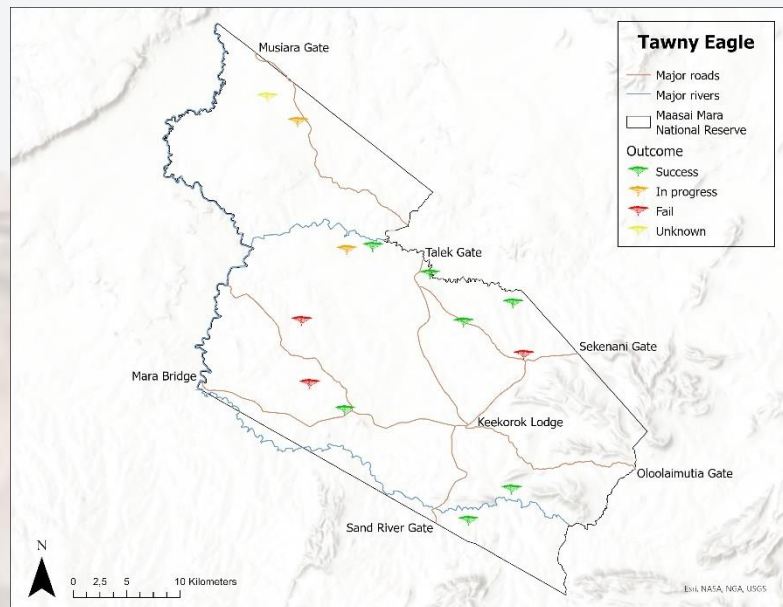 Tawny Eagle
Major roads
Major rivers
Maasai Mara
National Reserve
Outcome
Success
In progress
Fail
Unknown
Musiara Gate
Talek Gate
Sekenani Gate
Mara Bridge
Keekorok Lodge
Oloolaimutia Gate
Sand River Gate
N
0 2,5 5 10 Kilometers
Esri, NASA, NGA, USGS